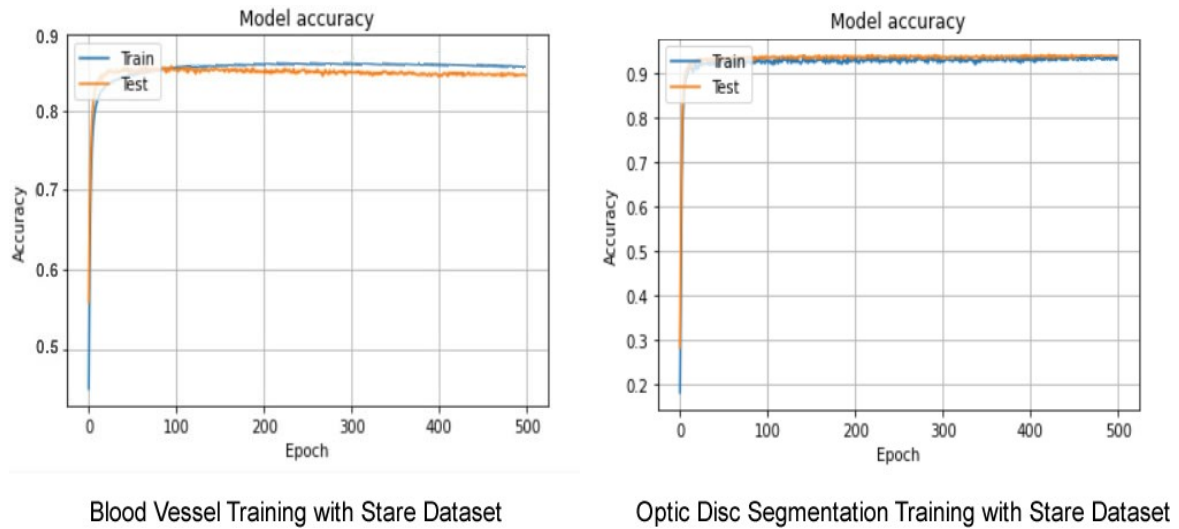 Model accuracy
0.9
0.8
0.7
0.6
0.5
Accuracy
Train
Test
0 100 200 300 400 500
Epoch
Blood Vessel Training with Stare Dataset
Model accuracy
0.9
0.8
0.7
0.6
0.5
0.4
0.3
0.2
Accuracy
Train
Test
0 100 200 300 400 500
Epoch
Optic Disc Segmentation Training with Stare Dataset